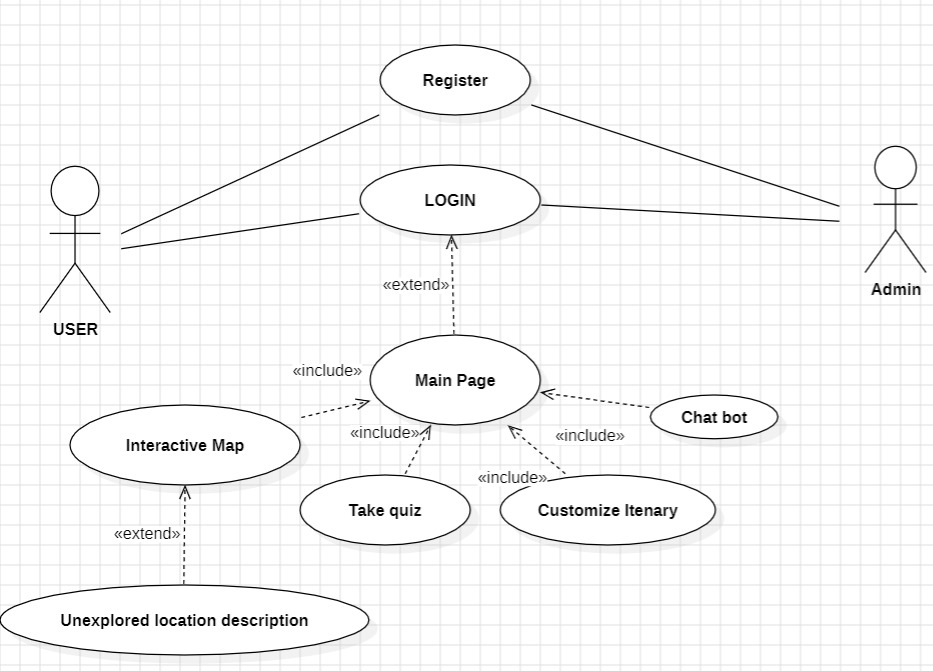 Register
LOGIN
«extend»
Admin
USER
«include»
Main Page
Chat bot
«include»
«include»
Interactive Map
«include»
Take quiz
Customize Itenary
«extend»
Unexplored location description